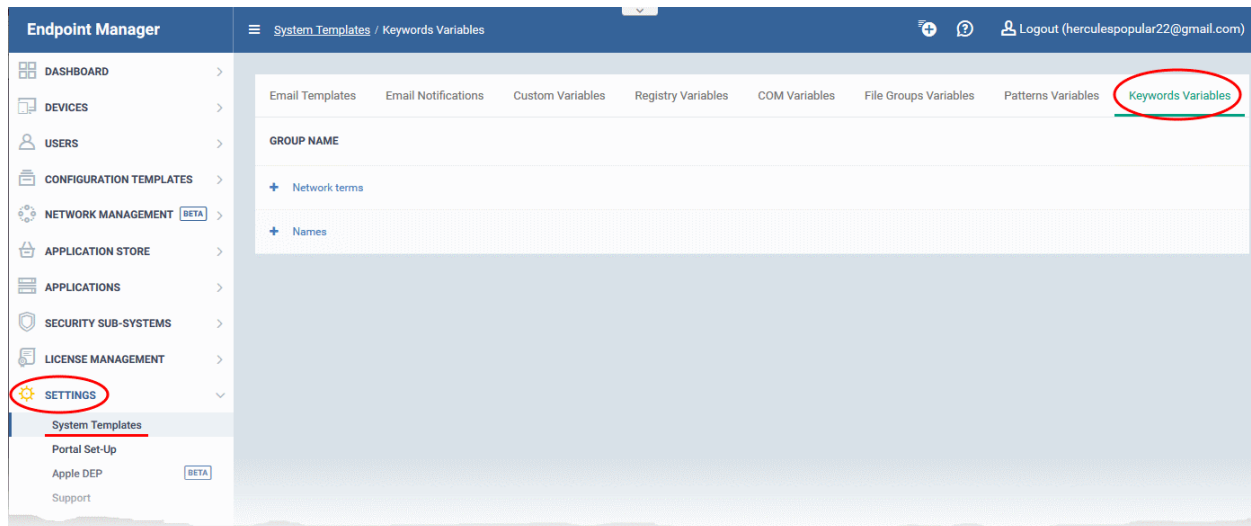 Endpoint Manager
System Templates / Keywords Variables
Logout (herculespopular22@gmail.com)
DASHBOARD
DEVICES
USERS
CONFIGURATION TEMPLATES
NETWORK MANAGEMENT BETA
APPLICATION STORE
APPLICATIONS
SECURITY SUB-SYSTEMS
LICENSE MANAGEMENT
SETTINGS
System Templates
Portal Set-Up
Apple DEP BETA
Support
Email Templates Email Notifications Custom Variables Registry Variables COM Variables File Groups Variables Patterns Variables Keywords Variables
GROUP NAME
+ Network terms
+ Names